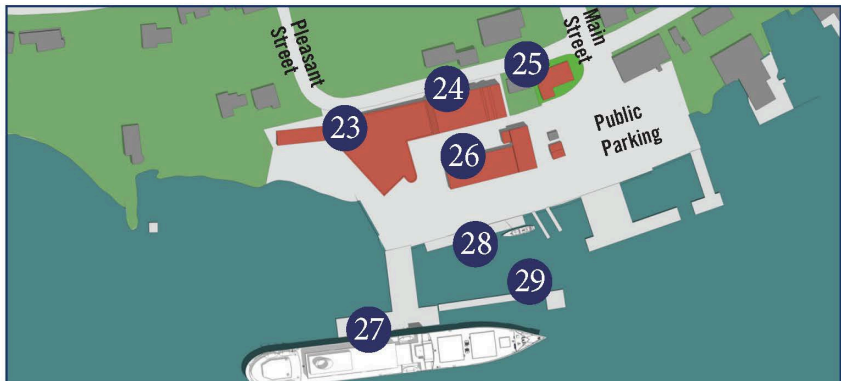 Pleasant
Street
Main
Street
25
24
23
26
Public
Parking
28
29
27